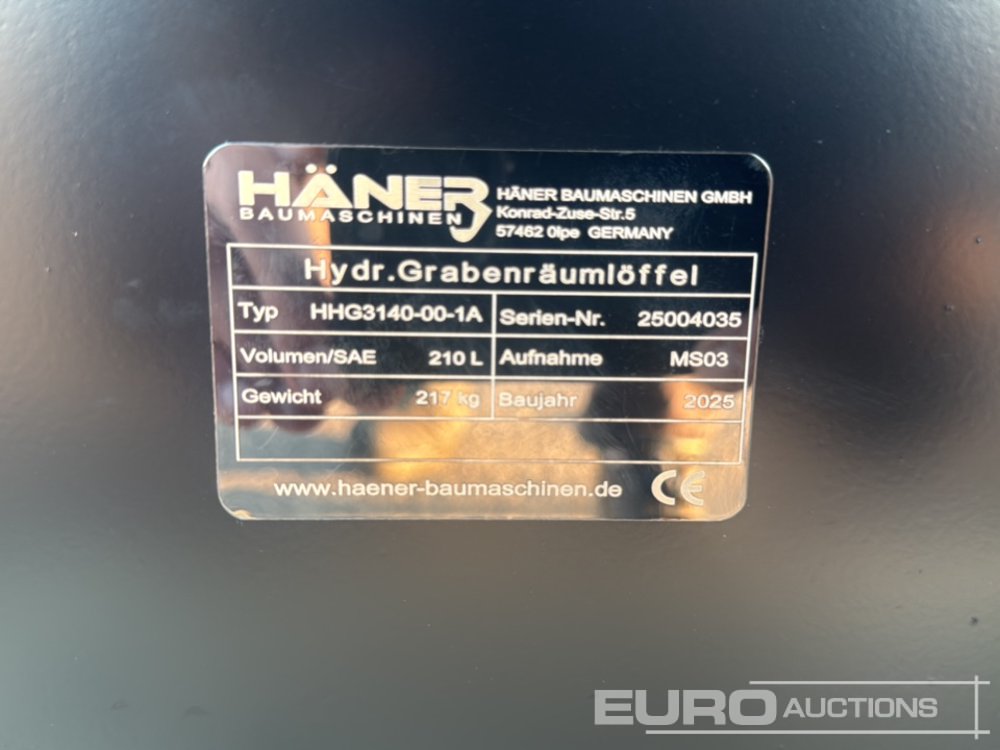 HÄNER
BAUMASCHINEN
HÄNER BAUMASCHINEN GMBH
Konrad-Zuse-Str.5
57462 Olpe GERMANY
Hydr.Grabenräumlöffel
Typ HHG3140-00-1A Serien-Nr. 25004035
Volumen/SAE 210 L Aufnahme MS03
Gewicht 217 kg Baujahr 2025
www.haener-baumaschinen.de CE
EURO AUCTIONS